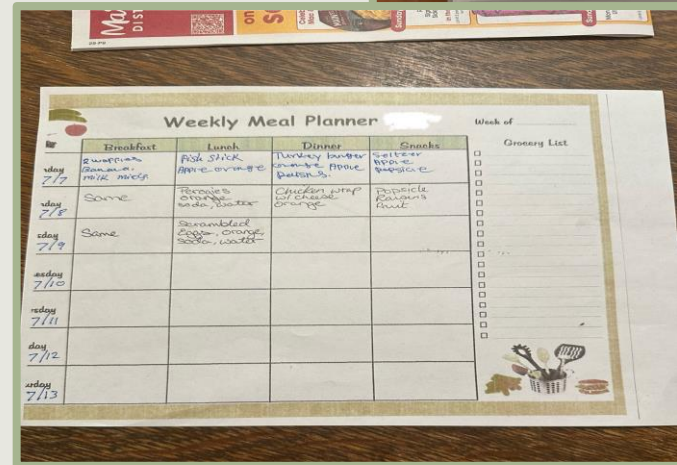 Weekly Meal Planner
Week of
Breakfast Lunch Dinner Snacks Grocery List
7/7
2 waffles
Banana.
milk
Fish Stick
Apple orange
Turkey burger
orange Apple
Raisins.
Seltzer
Apple
Popsicle
7/8
Same
Perogies
orange
soda, water
Chicken wrap
w/ cheese
orange
Popsicle
Raisins
fruit
7/9
Same
Scrambled
Eggs, orange,
soda, water
7/10
7/11
7/12
7/13